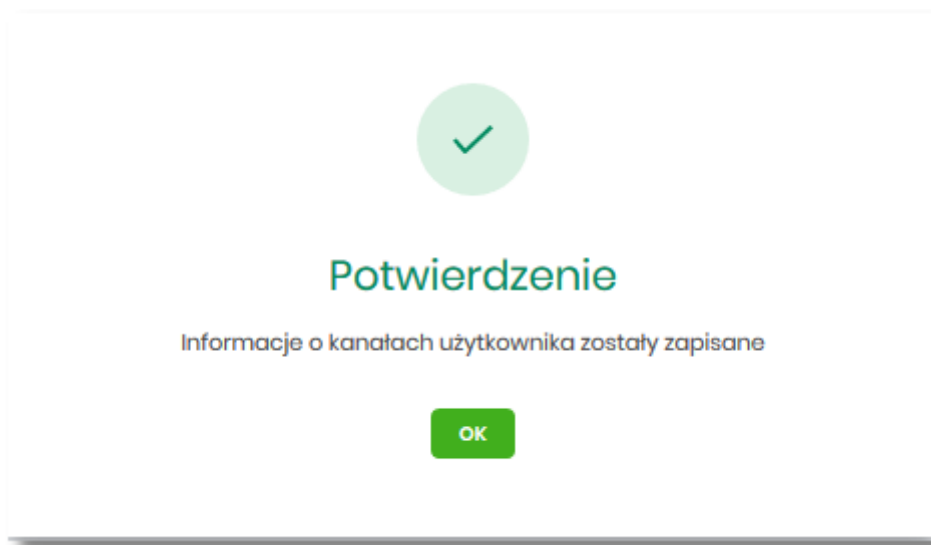 Potwierdzenie
Informacje o kanałach użytkownika zostały zapisane
OK